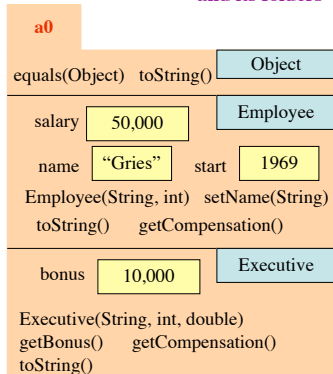 a0
Object
equals(Object) toString()
Employee
salary 50,000
name “Gries” start 1969
Employee(String, int) setName(String)
toString() getCompensation()
Executive
bonus 10,000
Executive(String, int, double)
getBonus() getCompensation()
toString()